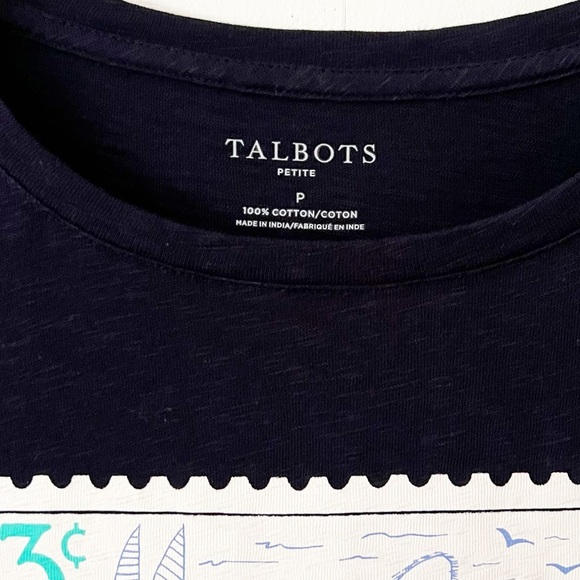 TALBOTS
PETITE
P
100% COTTON/COTON
MADE IN INDIA/FABRIQUÉ EN INDE
3¢